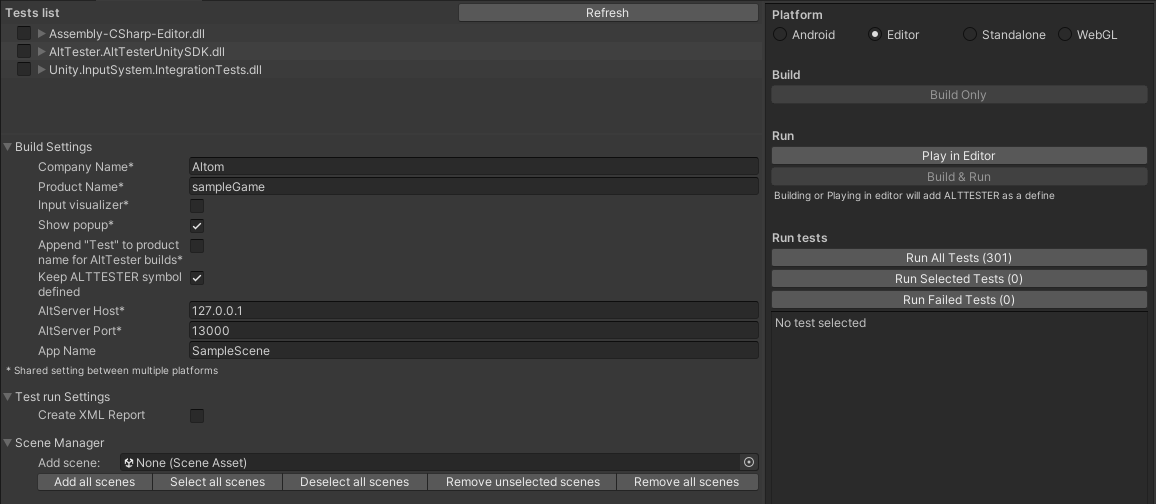 Tests list
Refresh
Assembly-CSharp-Editor.dll
AltTester.AltTesterUnitySDK.dll
Unity.InputSystem.IntegrationTests.dll
Build Settings
Company Name*
Altom
Product Name*
sampleGame
Input visualizer*
Show popup*
Append "Test" to product
name for AltTester builds*
Keep ALTTESTER symbol
defined
AltServer Host*
127.0.0.1
AltServer Port*
13000
App Name
SampleScene
* Shared setting between multiple platforms
Test run Settings
Create XML Report
Scene Manager
Add scene:
None (Scene Asset)
Add all scenes
Select all scenes
Deselect all scenes
Remove unselected scenes
Remove all scenes
Platform
Android
Editor
Standalone
WebGL
Build
Build Only
Run
Play in Editor
Build & Run
Building or Playing in editor will add ALTTESTER as a define
Run tests
Run All Tests (301)
Run Selected Tests (0)
Run Failed Tests (0)
No test selected